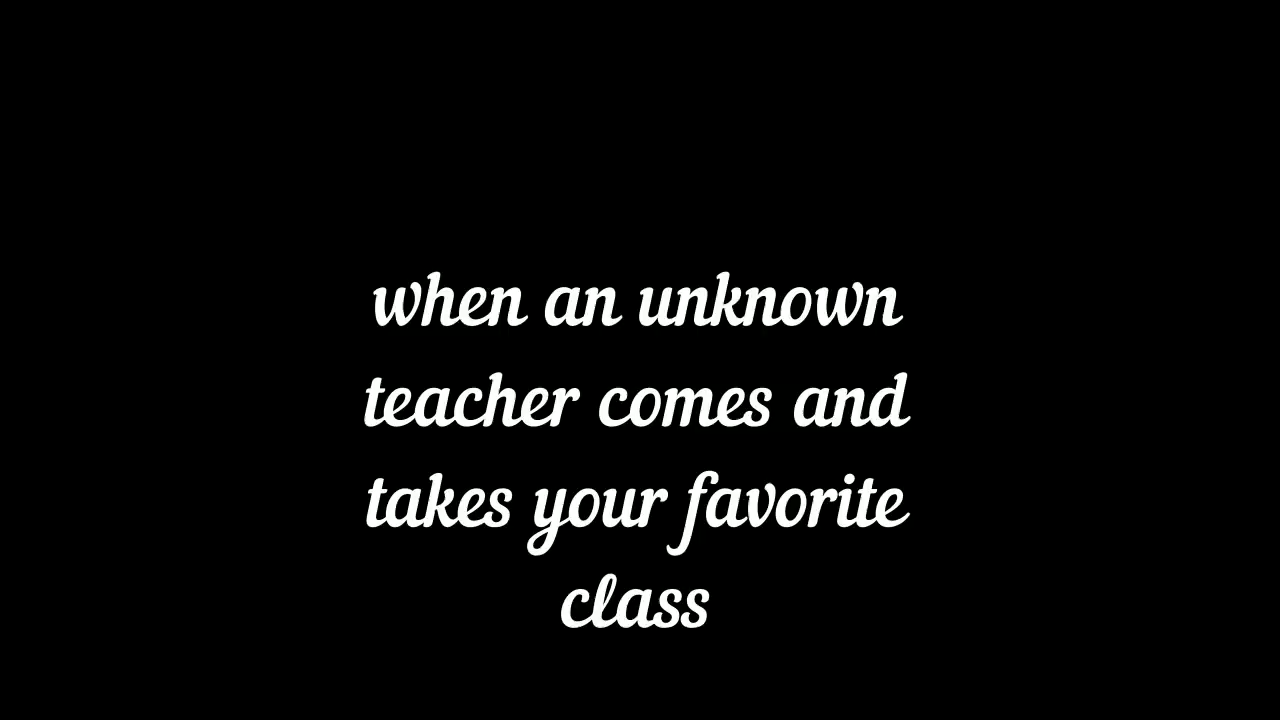 when an unknown
teacher comes and
takes your favorite
class